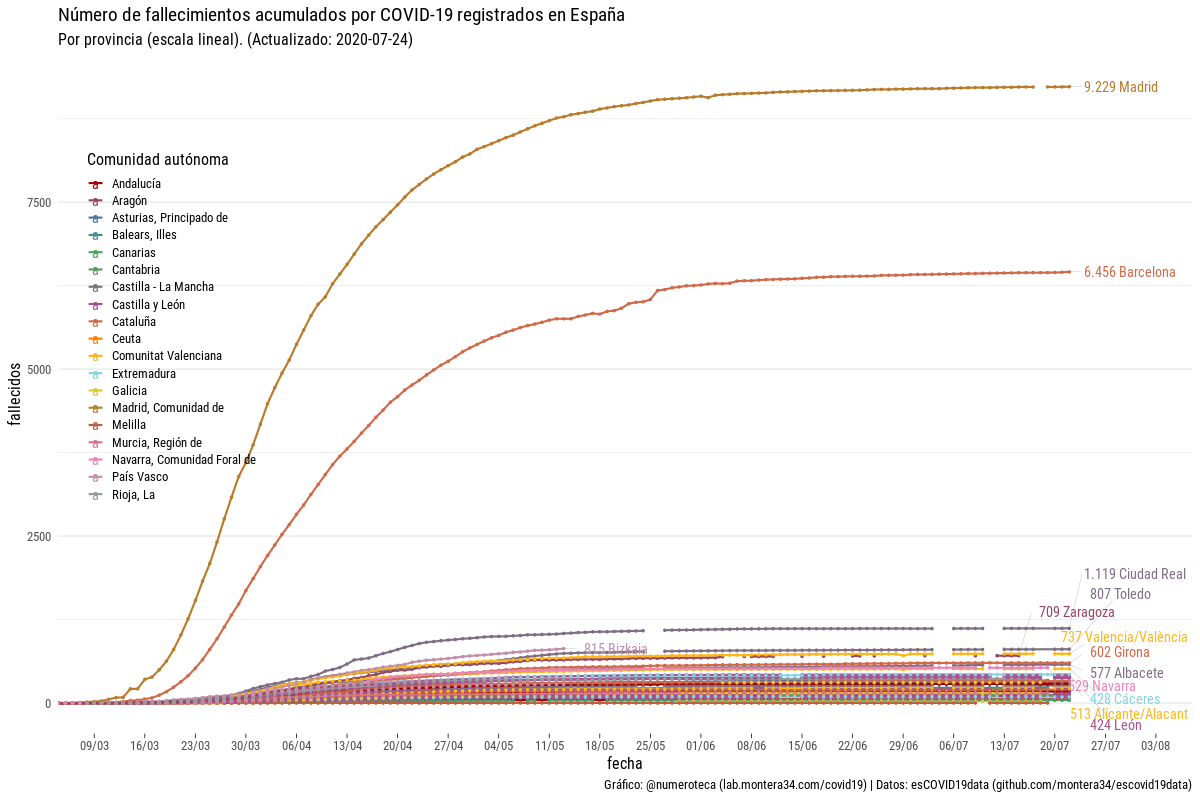 Número de fallecimientos acumulados por COVID-19 registrados en España
Por provincia (escala lineal). (Actualizado: 2020-07-24)
9.229 Madrid
Comunidad autónoma
Andalucía
Aragón
Asturias, Principado de
Balears, Illes
Canarias
Cantabria
Castilla - La Mancha
Castilla y León
Cataluña
Ceuta
Comunitat Valenciana
Extremadura
Galicia
Madrid, Comunidad de
Melilla
Murcia, Región de
Navarra, Comunidad Foral de
País Vasco
Rioja, La
7500
6.456 Barcelona
5000
fallecidos
2500
1.119 Ciudad Real
807 Toledo
709 Zaragoza
737 Valencia/València
815 Bizkaia
602 Girona
577 Albacete
529 Navarra
428 Cáceres
0
513 Alicante/Alacant
424 León
09/03 16/03 23/03 30/03 06/04 13/04 20/04 27/04 04/05 11/05 18/05 25/05 01/06 08/06 15/06 22/06 29/06 06/07 13/07 20/07 27/07 03/08
fecha
Gráfico: @numeroteca (lab.montera34.com/covid19) | Datos: esCOVID19data (github.com/montera34/escovid19data)